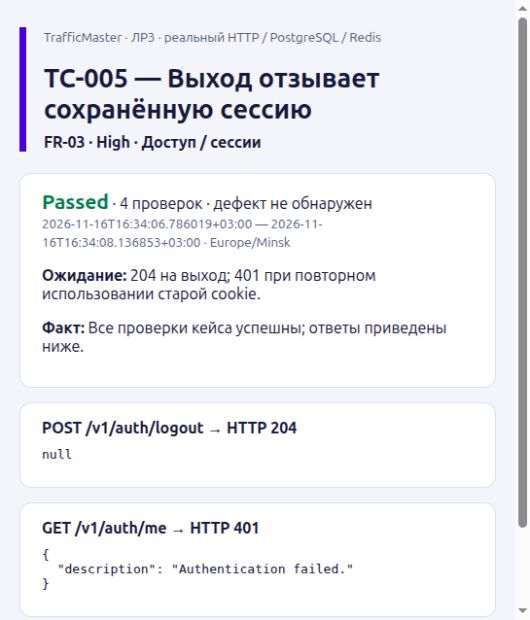 TrafficMaster · ЛР3 · реальный HTTP / PostgreSQL / Redis
TC-005 — Выход отзывает
сохранённую сессию
FR-03 · High · Доступ / сессии
Passed · 4 проверок · дефект не обнаружен
2026-11-16T16:34:06.786019+03:00 — 2026-11-
16T16:34:08.136853+03:00 · Europe/Minsk
Ожидание: 204 на выход; 401 при повторном
использовании старой cookie.
Факт: Все проверки кейса успешны; ответы приведены
ниже.
POST /v1/auth/logout → HTTP 204
null
GET /v1/auth/me → HTTP 401
{
  "description": "Authentication failed."
}